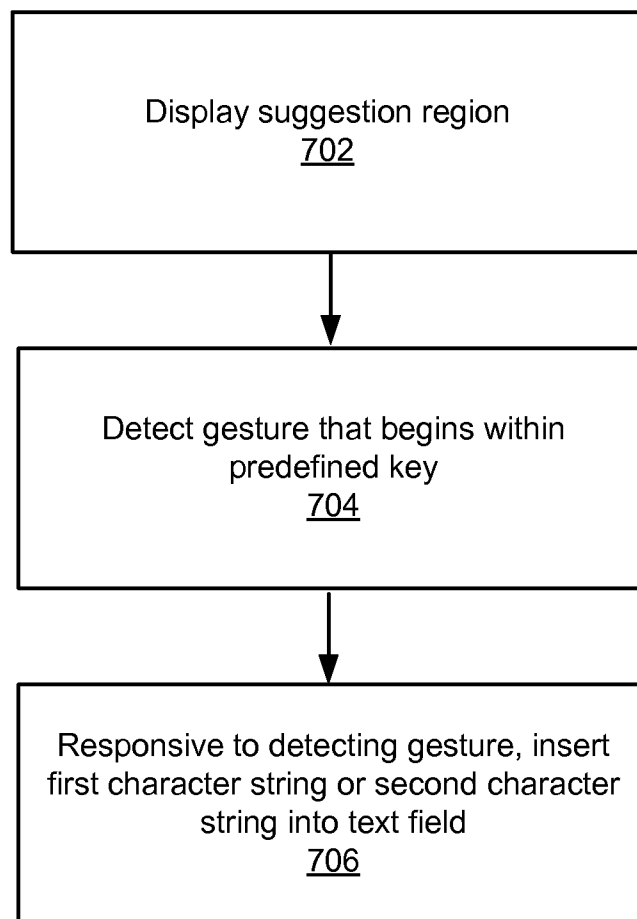 Display suggestion region
702
Detect gesture that begins within
predefined key
704
Responsive to detecting gesture, insert
first character string or second character
string into text field
706